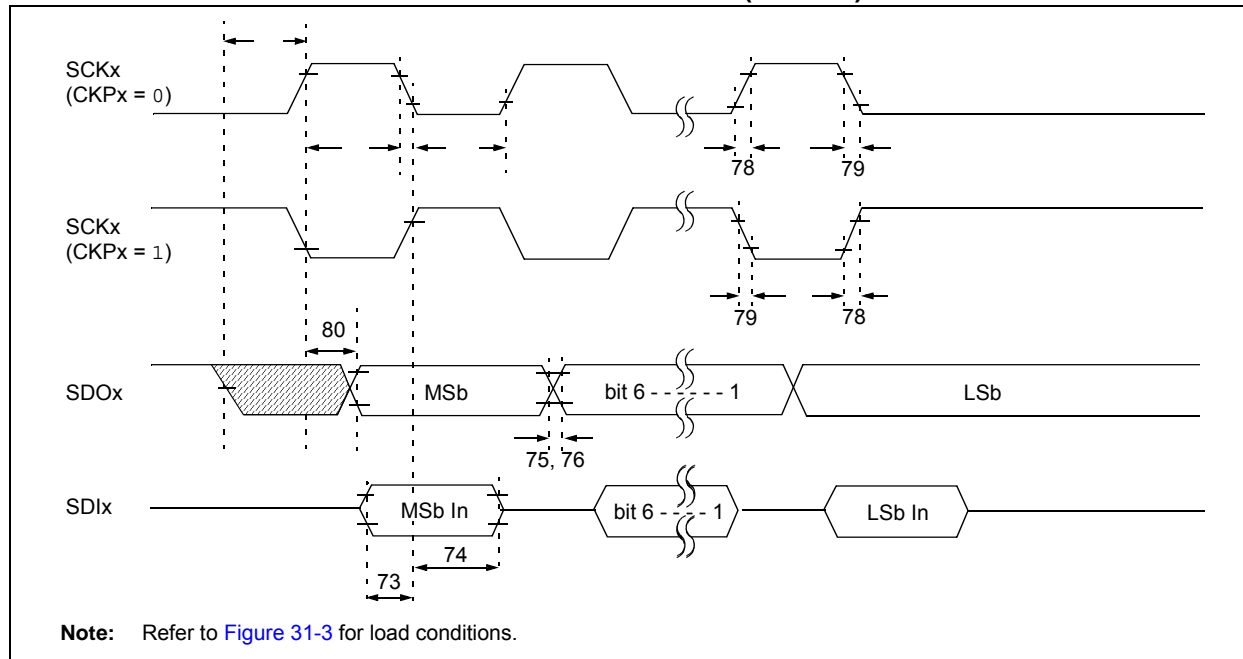 SCKx
(CKPx = 0)
78
79
SCKx
(CKPx = 1)
79
78
80
SDOx
MSb
bit 6 - - - - - - 1
LSb
75, 76
SDIx
MSb In
bit 6 - - - - 1
LSb In
74
73
Note: Refer to Figure 31-3 for load conditions.